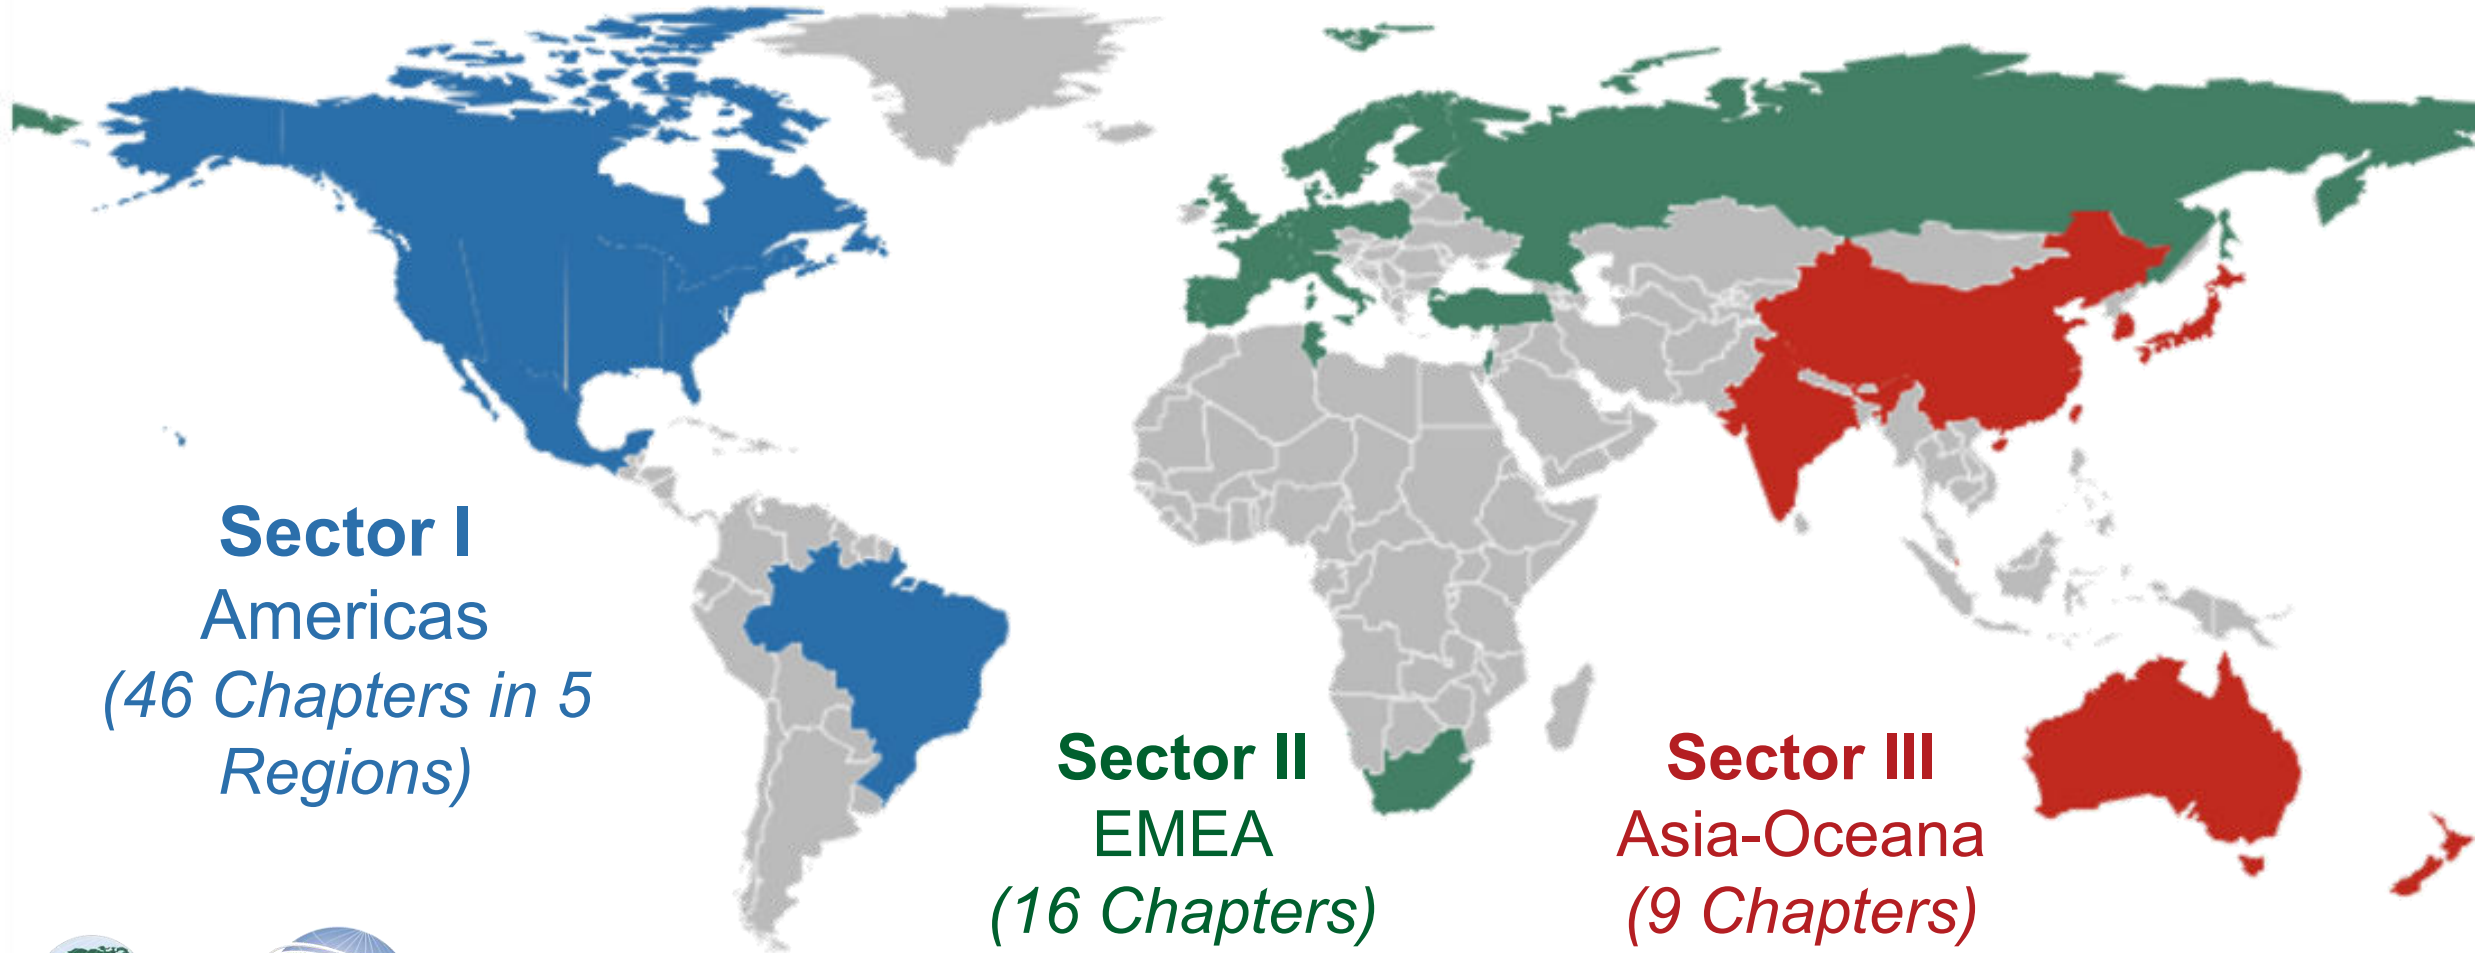 Sector I
Americas
(46 Chapters in 5
Regions)
Sector II
EMEA
(16 Chapters)
Sector III
Asia-Oceana
(9 Chapters)